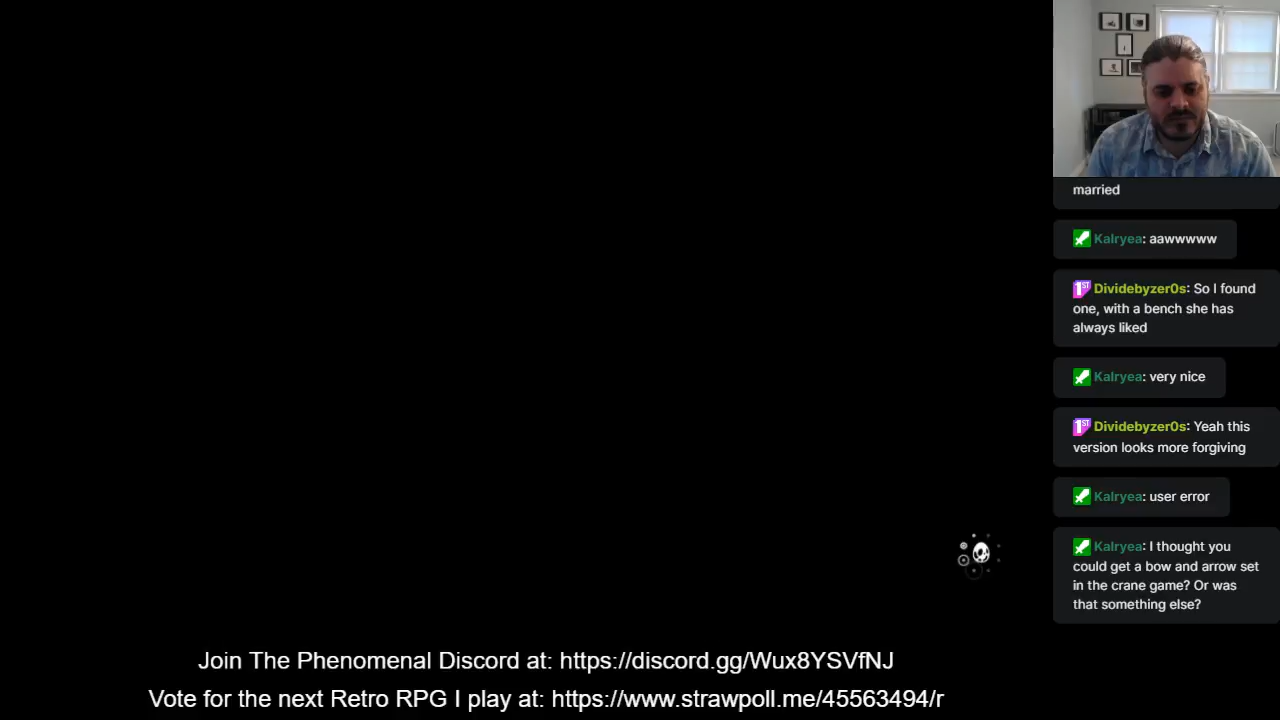 married
Kalryea: aawwwww
Dividebyzer0s: So I found
one, with a bench she has
always liked
Kalryea: very nice
Dividebyzer0s: Yeah this
version looks more forgiving
Kalryea: user error
Kalryea: I thought you
could get a bow and arrow set
in the crane game? Or was
that something else?
Join The Phenomenal Discord at: https://discord.gg/Wux8YSVfNJ
Vote for the next Retro RPG I play at: https://www.strawpoll.me/45563494/r